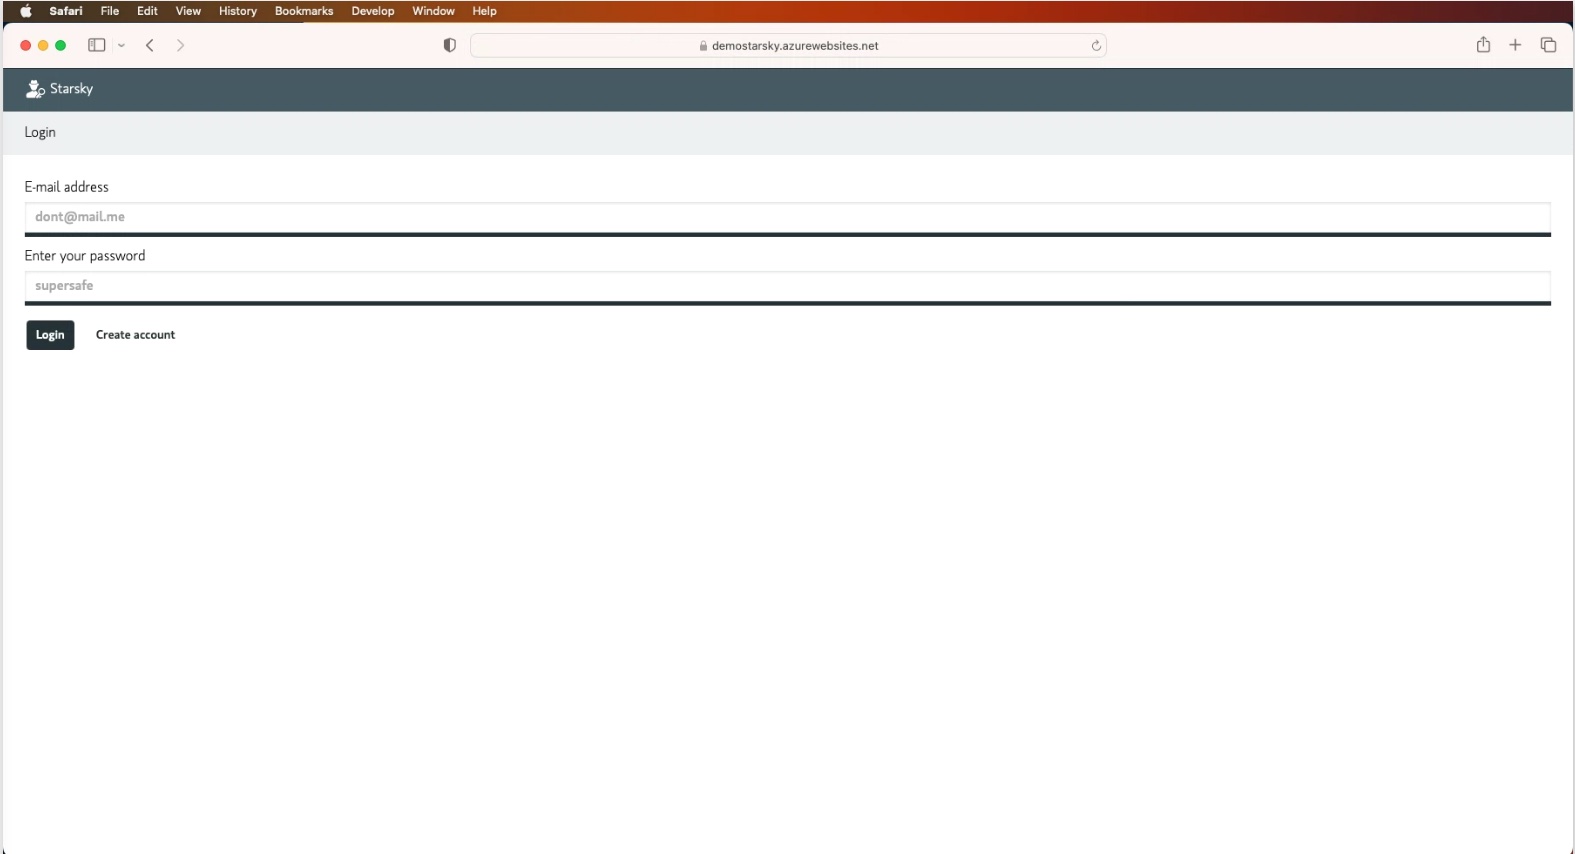 Safari File Edit View History Bookmarks Develop Window Help
demostarsky.azurewebsites.net
Starsky
Login
E-mail address
dont@mail.me
Enter your password
supersafe
Login Create account